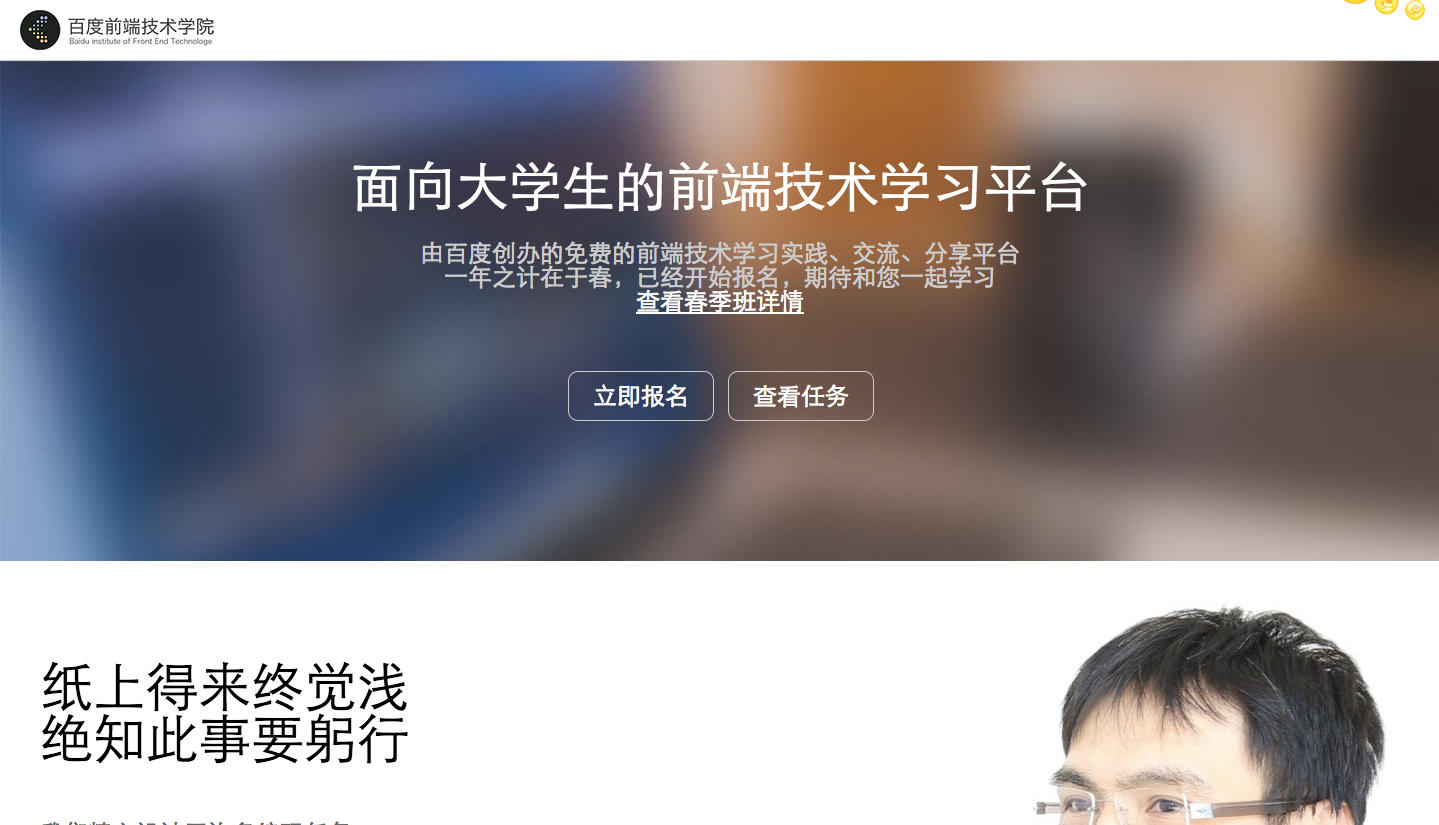 百度前端技术学院
Baidu institute of Front End Technologe
面向大学生的前端技术学习平台
由百度创办的免费的前端技术学习实践、交流、分享平台
一年之计在于春，已经开始报名，期待和您一起学习
查看春季班详情
立即报名
查看任务
纸上得来终觉浅
绝知此事要躬行